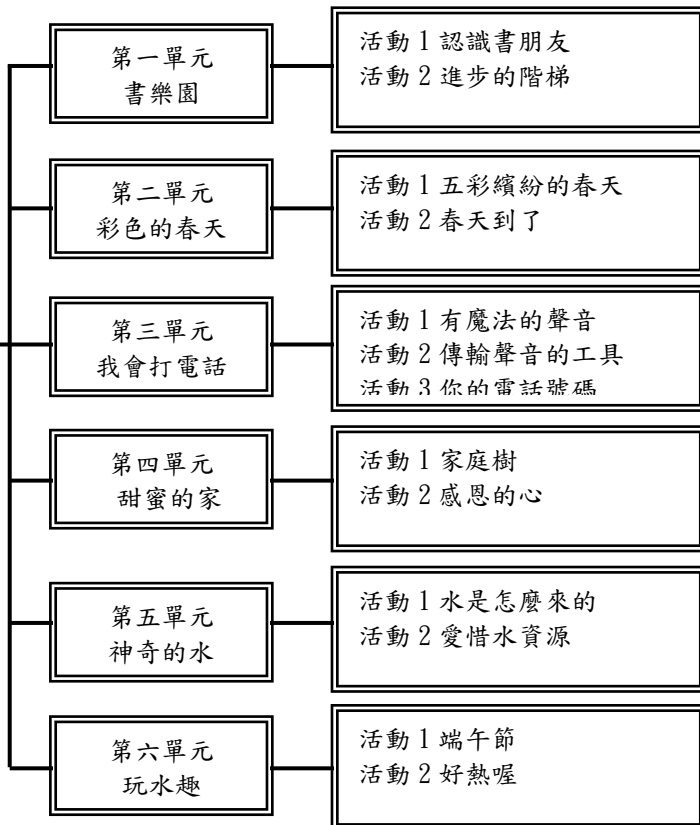 第一單元
書樂園
活動 1 認識書朋友
活動 2 進步的階梯
第二單元
彩色的春天
活動 1 五彩繽紛的春天
活動 2 春天到了
第三單元
我會打電話
活動 1 有魔法的聲音
活動 2 傳輸聲音的工具
活動 3 你的電話號碼
第四單元
甜蜜的家
活動 1 家庭樹
活動 2 感恩的心
第五單元
神奇的水
活動 1 水是怎麼來的
活動 2 愛惜水資源
第六單元
玩水趣
活動 1 端午節
活動 2 好熱喔